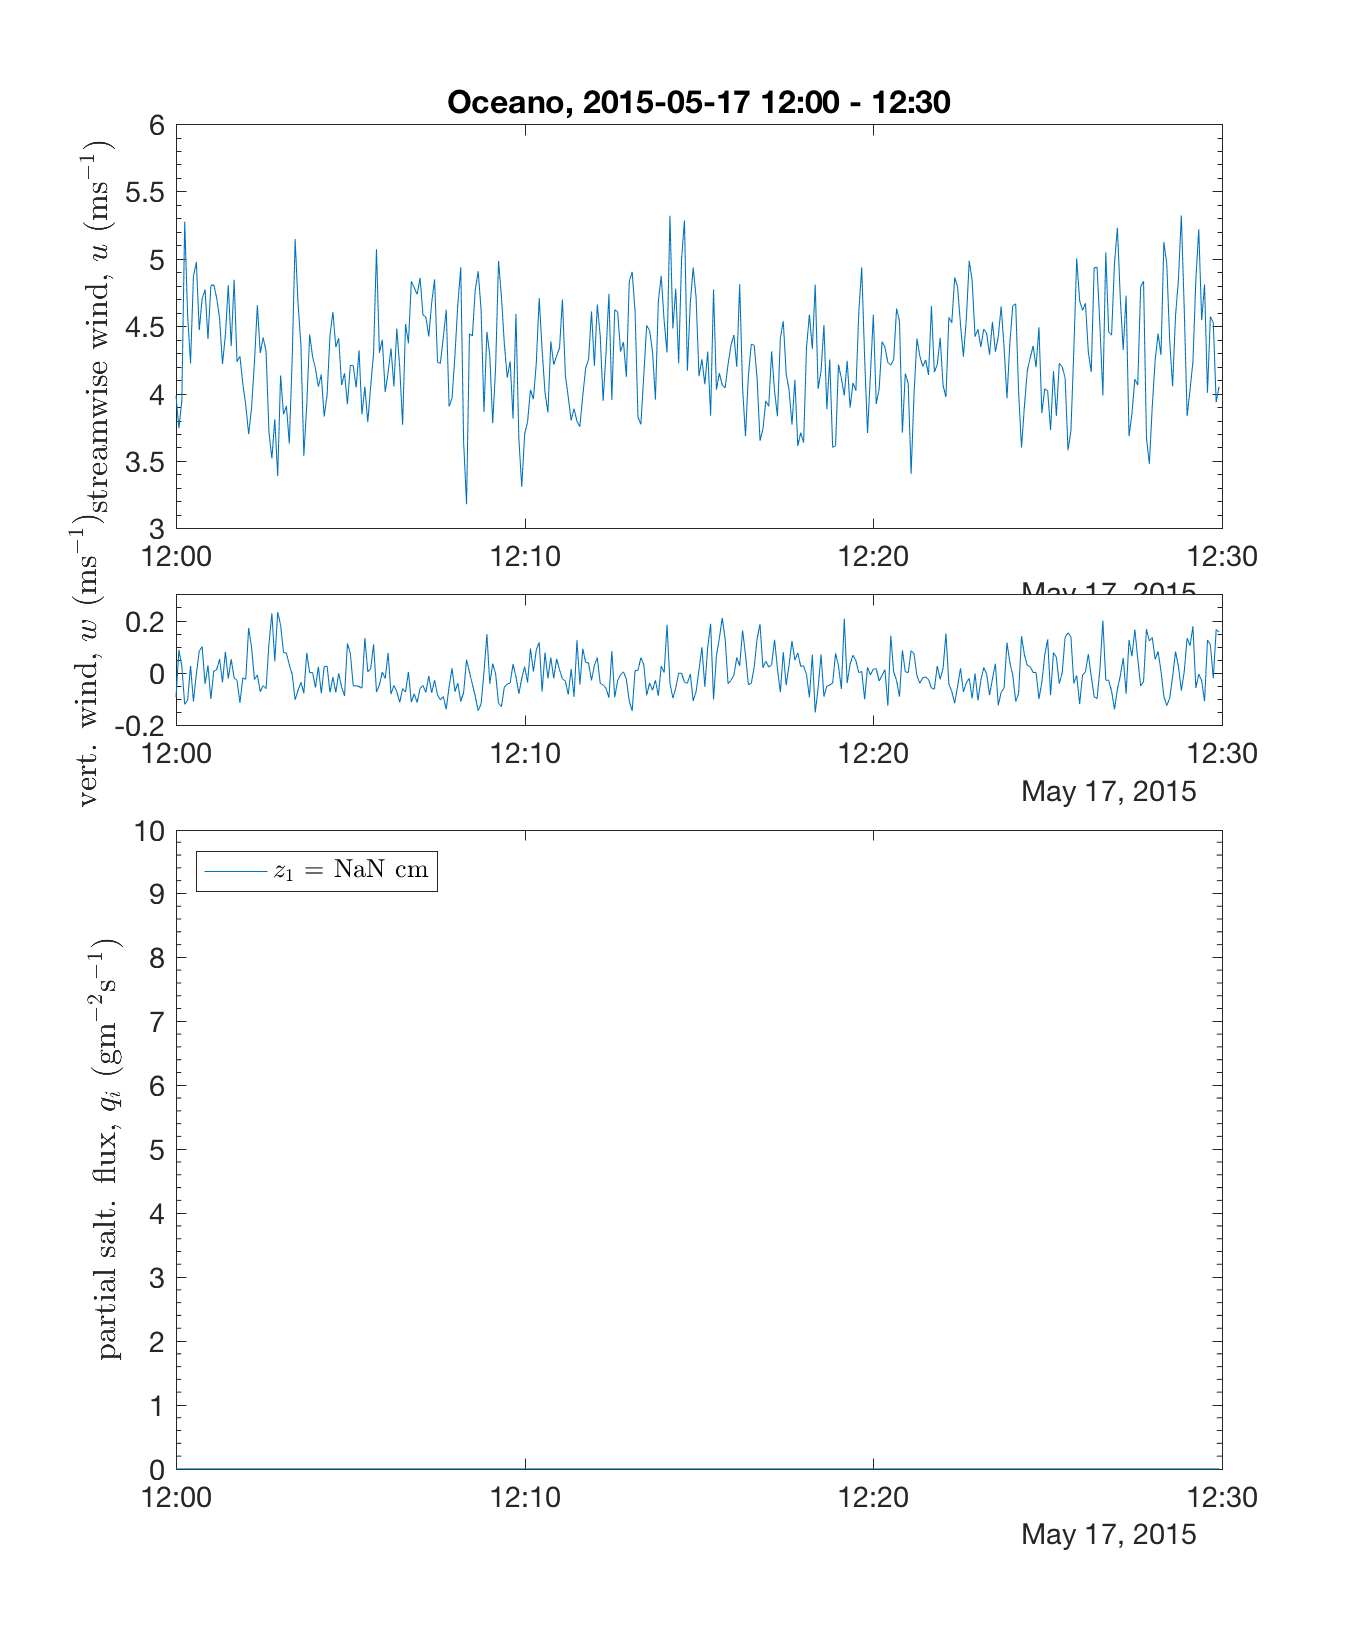 Oceano, 2015-05-17 12:00 - 12:30
streamwise wind, u (ms⁻¹)
6
5.5
5
4.5
4
3.5
3
12:00 12:10 12:20 12:30
May 17, 2015
vert. wind, w (ms⁻¹)
0.2
0
-0.2
12:00 12:10 12:20 12:30
May 17, 2015
partial salt. flux, qᵢ (gm⁻²s⁻¹)
10
9
8
7
6
5
4
3
2
1
0
z₁ = NaN cm
12:00 12:10 12:20 12:30
May 17, 2015